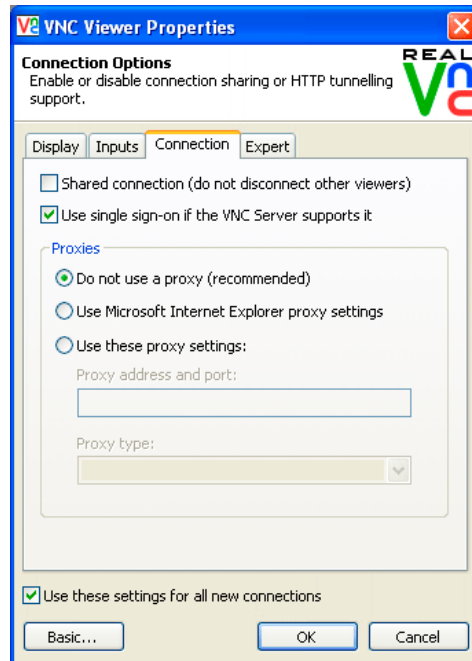 VNC Viewer Properties
Connection Options
Enable or disable connection sharing or HTTP tunnelling
support.
REAL
VNC
Display Inputs Connection Expert
Shared connection (do not disconnect other viewers)
Use single sign-on if the VNC Server supports it
Proxies
Do not use a proxy (recommended)
Use Microsoft Internet Explorer proxy settings
Use these proxy settings:
Proxy address and port:
Proxy type:
Use these settings for all new connections
Basic... OK Cancel